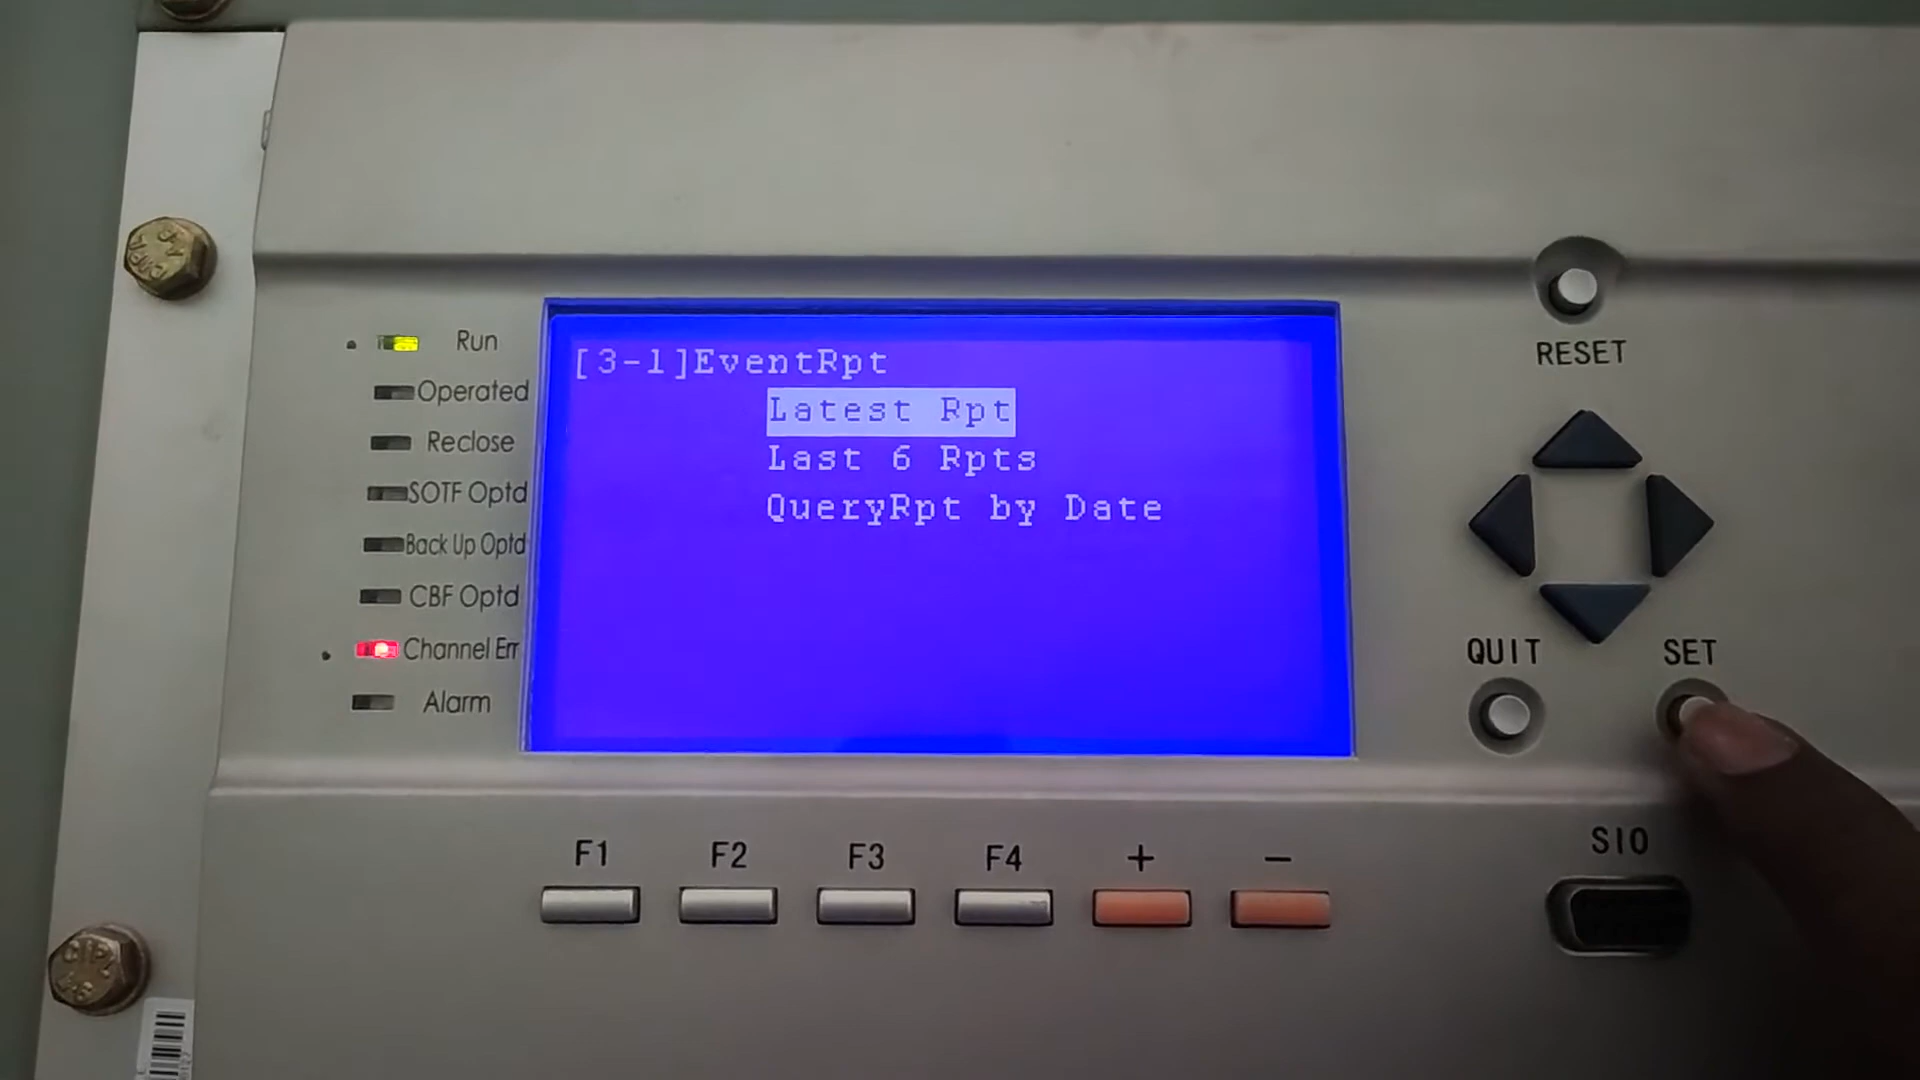 Run
Operated
Reclose
SOTF Optd
Back Up Optd
CBF Optd
Channel Err
Alarm
[3-1]EventRpt
Latest Rpt
Last 6 Rpts
QueryRpt by Date
RESET
QUIT
SET
F1
F2
F3
F4
+
-
SIO